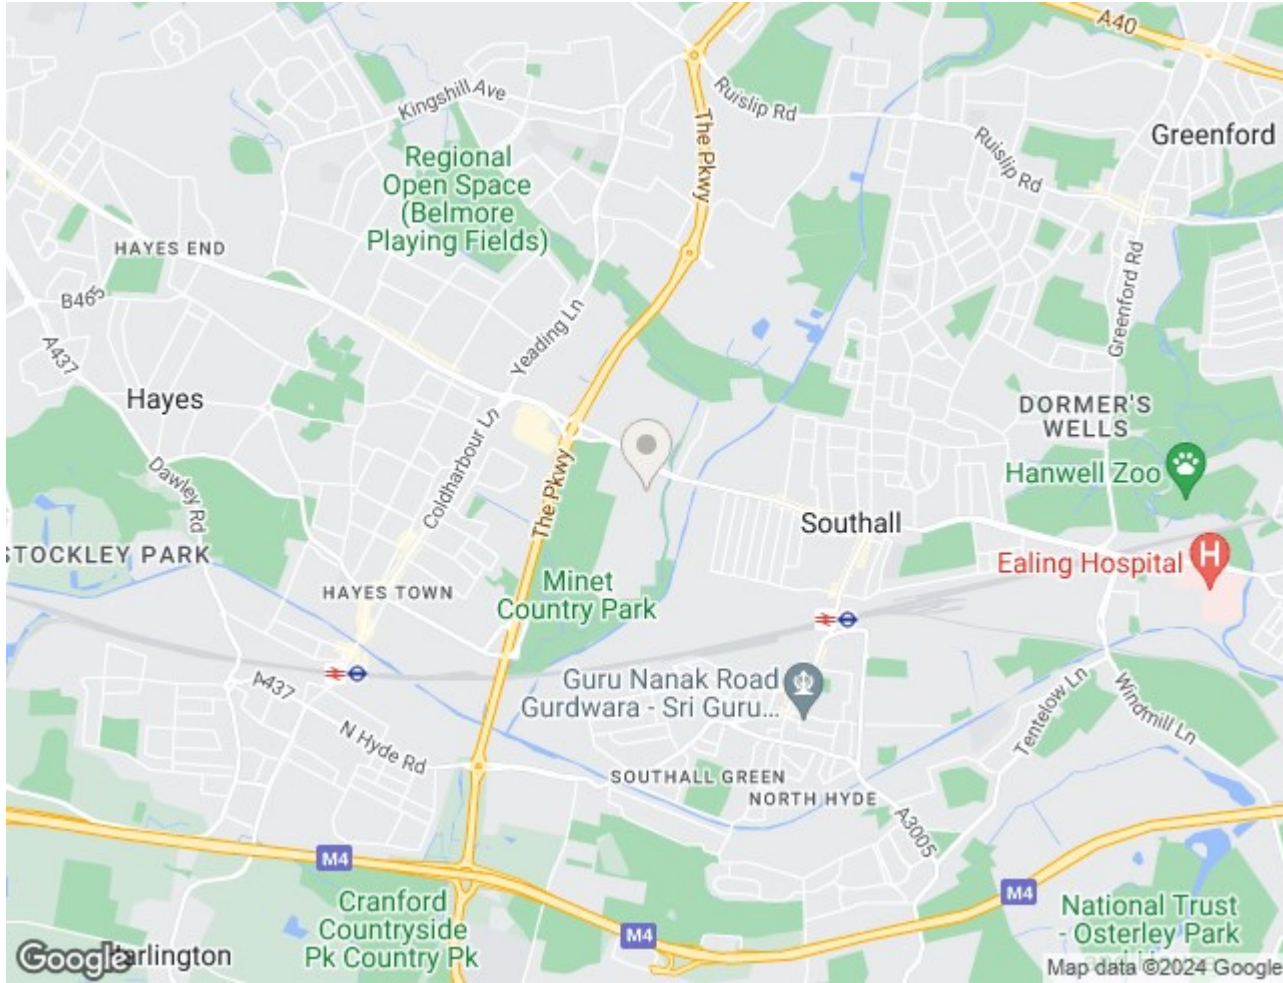 A40
Kingshill Ave
Ruislip Rd
The Pkwy
Greenford
Ruislip Rd
Regional
Open Space
(Belmore
Playing Fields)
HAYES END
B465
Greenford Rd
Yeading Ln
A437
Hayes
DORMER'S
WELLS
Coldharbour Ln
Hanwell Zoo
Dawley Rd
The Pkwy
Southall
STOCKLEY PARK
Ealing Hospital
H
HAYES TOWN
Minet
Country Park
Guru Nanak Road
Gurdwara - Sri Guru...
A437
Tentelow Ln
Windmill Ln
N Hyde Rd
SOUTHALL GREEN
NORTH HYDE
A3005
M4
M4
Cranford
Countryside
Pk Country Pk
M4
National Trust
- Osterley Park
Google
arlington
Map data ©2024 Google